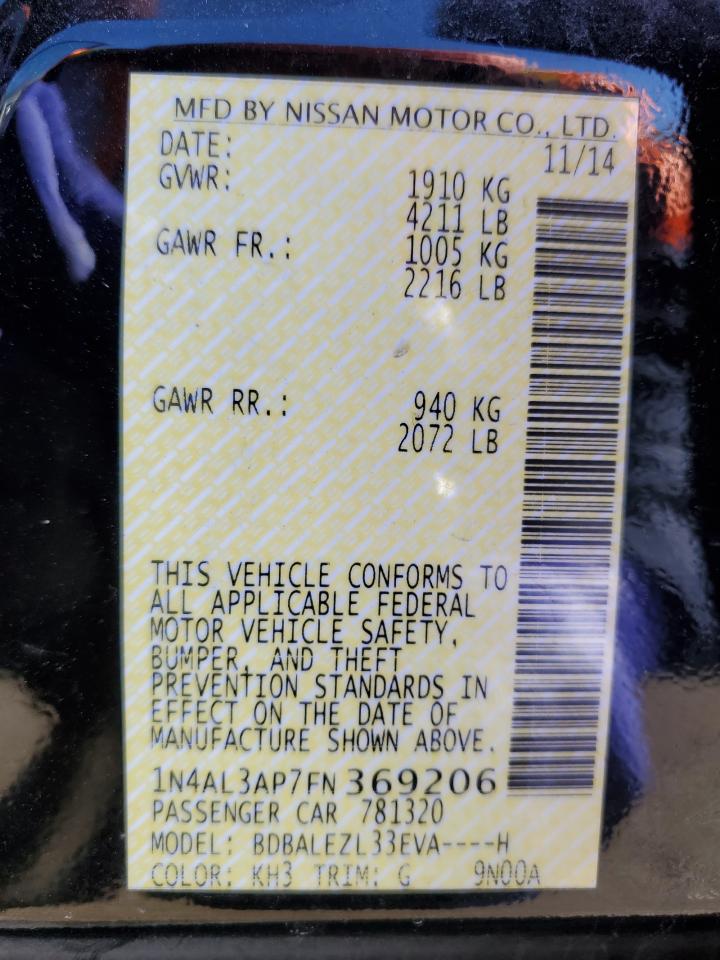 MFD BY NISSAN MOTOR CO., LTD.
DATE: 11/14
GVWR: 1910 KG
4211 LB
GAWR FR.: 1005 KG
2216 LB
GAWR RR.: 940 KG
2072 LB
THIS VEHICLE CONFORMS TO
ALL APPLICABLE FEDERAL
MOTOR VEHICLE SAFETY,
BUMPER, AND THEFT
PREVENTION STANDARDS IN
EFFECT ON THE DATE OF
MANUFACTURE SHOWN ABOVE.
1N4AL3AP7FN369206
PASSENGER CAR 781320
MODEL: BDBALEZL33EVA----H
COLOR: KH3 TRIM: G 9N00A